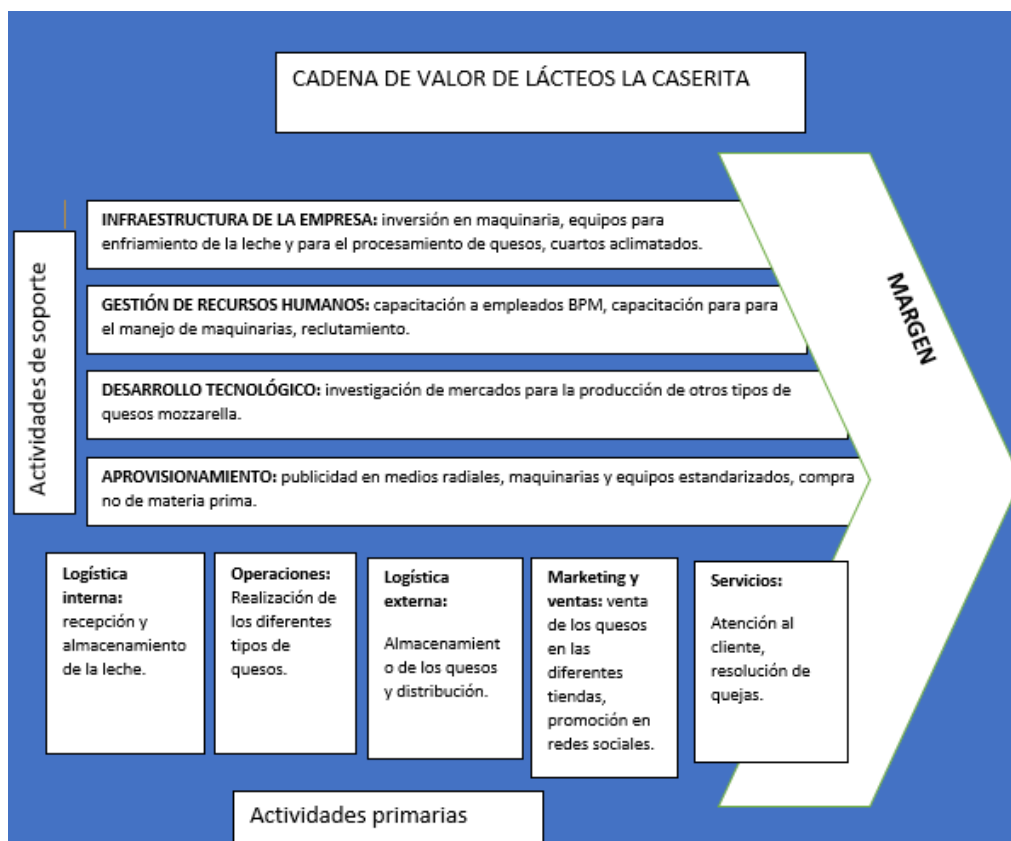 CADENA DE VALOR DE LÁCTEOS LA CASERITA
Actividades de soporte
INFRAESTRUCTURA DE LA EMPRESA: inversión en maquinaria, equipos para
enfriamiento de la leche y para el procesamiento de quesos, cuartos aclimatados.
GESTIÓN DE RECURSOS HUMANOS: capacitación a empleados BPM, capacitación para para
el manejo de maquinarias, reclutamiento.
DESARROLLO TECNOLÓGICO: investigación de mercados para la producción de otros tipos de
quesos mozzarella.
APROVISIONAMIENTO: publicidad en medios radiales, maquinarias y equipos estandarizados, compra
no de materia prima.
MARGEN
Logística
interna:
recepción y
almacenamiento
de la leche.
Operaciones:
Realización de
los diferentes
tipos de
quesos.
Logística
externa:
Almacenamient
o de los quesos
y distribución.
Marketing y
ventas: venta
de los quesos
en las
diferentes
tiendas,
promoción en
redes sociales.
Servicios:
Atención al
cliente,
resolución de
quejas.
Actividades primarias